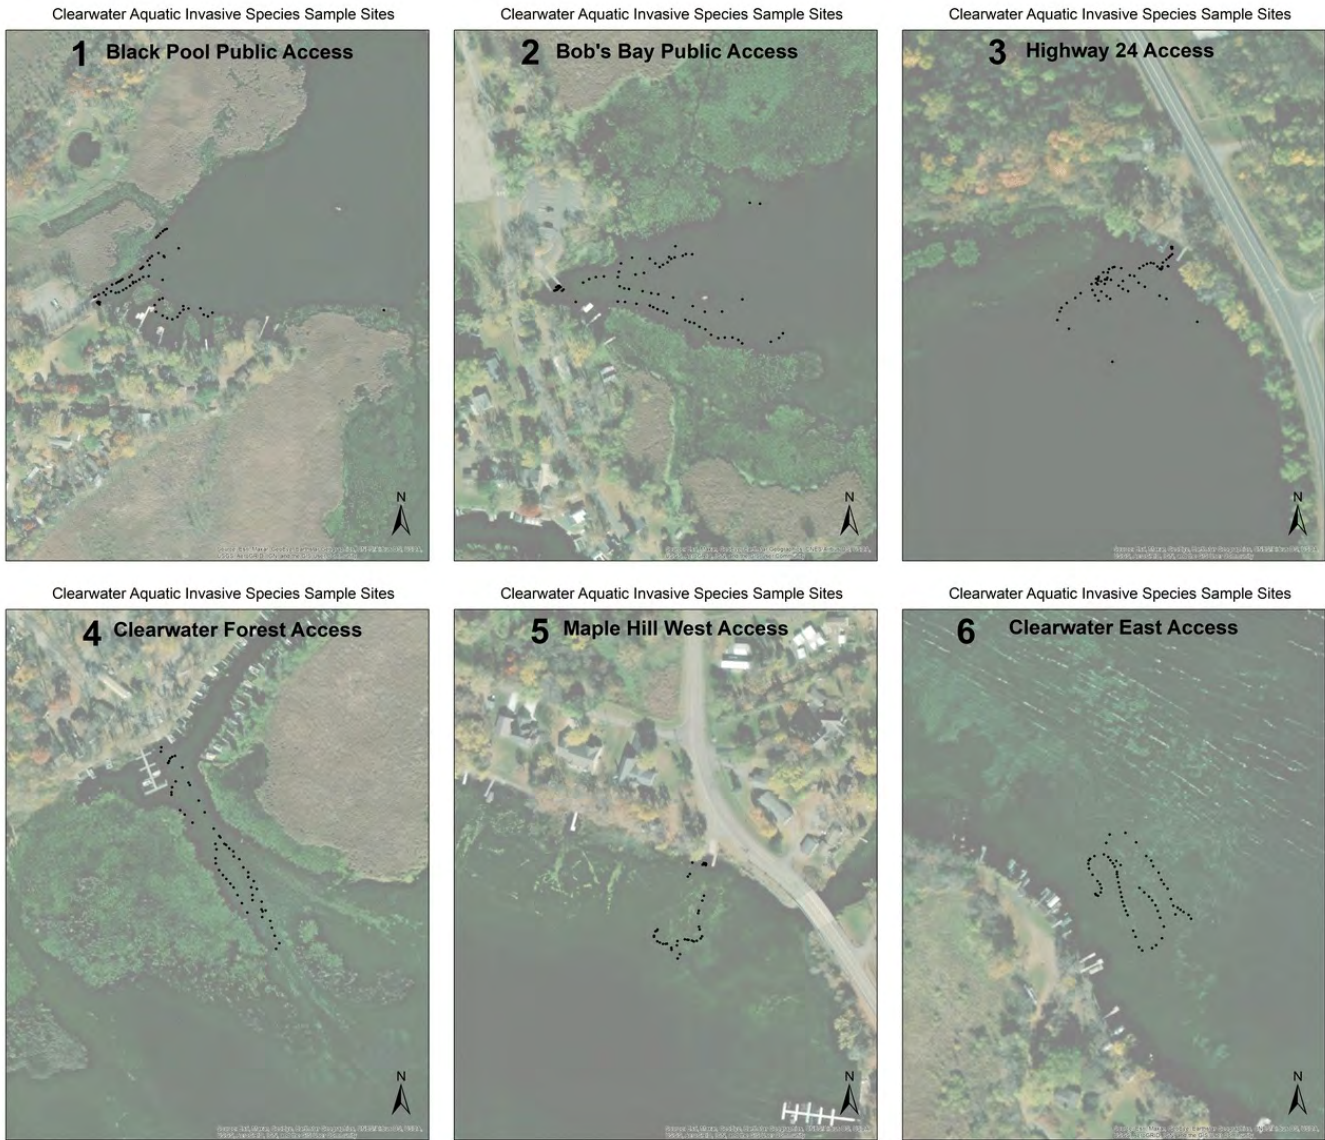 Clearwater Aquatic Invasive Species Sample Sites
1 Black Pool Public Access
N
Clearwater Aquatic Invasive Species Sample Sites
2 Bob's Bay Public Access
N
Clearwater Aquatic Invasive Species Sample Sites
3 Highway 24 Access
N
Clearwater Aquatic Invasive Species Sample Sites
4 Clearwater Forest Access
N
Clearwater Aquatic Invasive Species Sample Sites
5 Maple Hill West Access
N
Clearwater Aquatic Invasive Species Sample Sites
6 Clearwater East Access
N